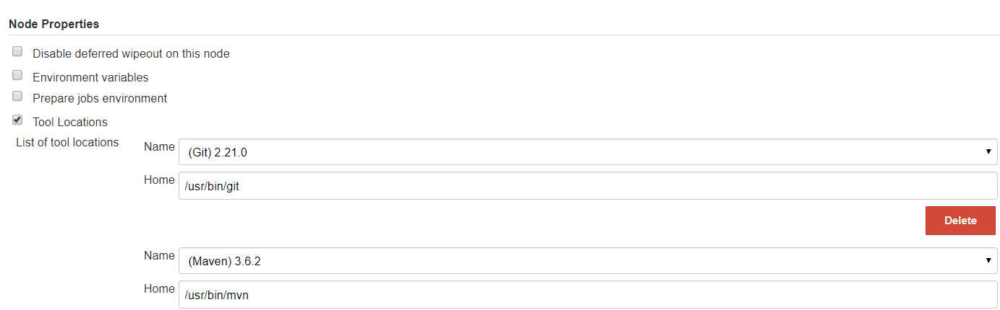 Node Properties
Disable deferred wipeout on this node
Environment variables
Prepare jobs environment
Tool Locations
List of tool locations
Name
(Git) 2.21.0
Home
/usr/bin/git
Delete
Name
(Maven) 3.6.2
Home
/usr/bin/mvn